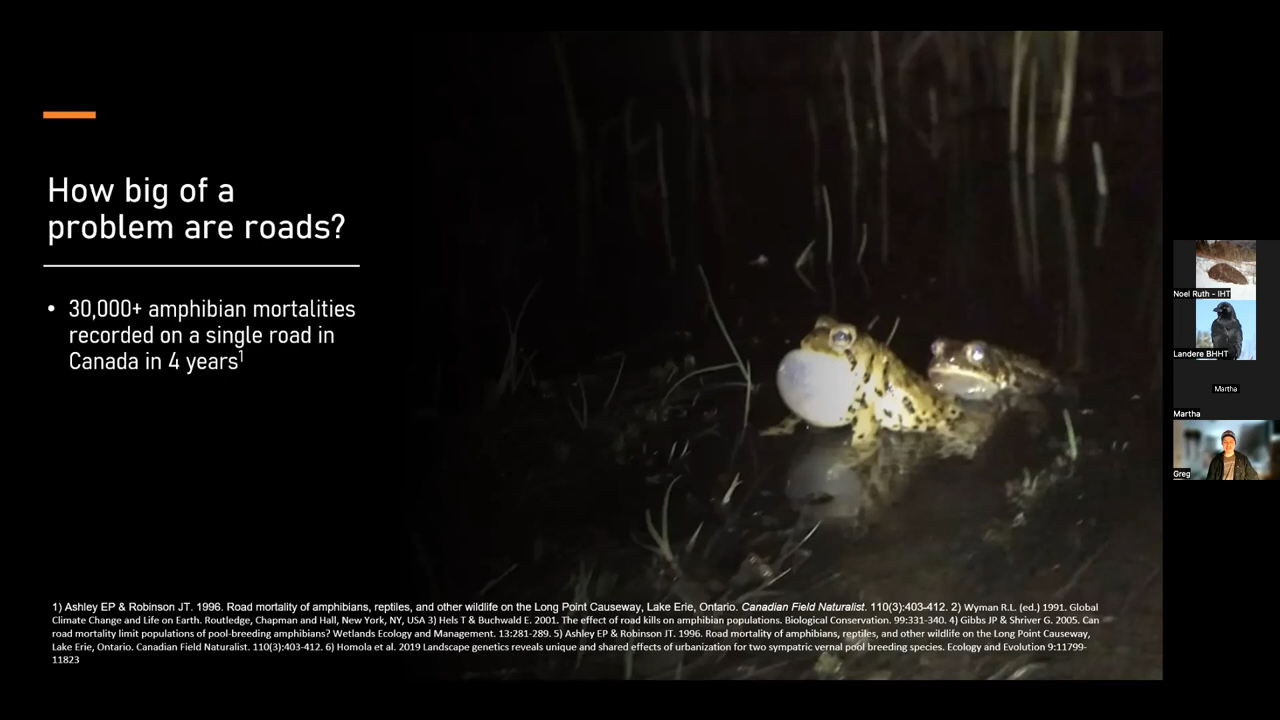 How big of a
problem are roads?
• 30,000+ amphibian mortalities
recorded on a single road in
Canada in 4 years¹
1) Ashley EP & Robinson JT. 1996. Road mortality of amphibians, reptiles, and other wildlife on the Long Point Causeway, Lake Erie, Ontario. Canadian Field Naturalist. 110(3):403-412. 2) Wyman R.L. (ed.) 1991. Global
Climate Change and Life on Earth. Routledge, Chapman and Hall, New York, NY, USA 3) Hels T & Buchwald E. 2001. The effect of road kills on amphibian populations. Biological Conservation. 99:331-340. 4) Gibbs JP & Shriver G. 2005. Can
road mortality limit populations of pool-breeding amphibians? Wetlands Ecology and Management. 13:281-289. 5) Ashley EP & Robinson JT. 1996. Road mortality of amphibians, reptiles, and other wildlife on the Long Point Causeway,
Lake Erie, Ontario. Canadian Field Naturalist. 110(3):403-412. 6) Homola et al. 2019 Landscape genetics reveals unique and shared effects of urbanization for two sympatric vernal pool breeding species. Ecology and Evolution 9:11799-
11823
Noel Ruth - IHT
Landere BHHT
Martha
Martha
Greg